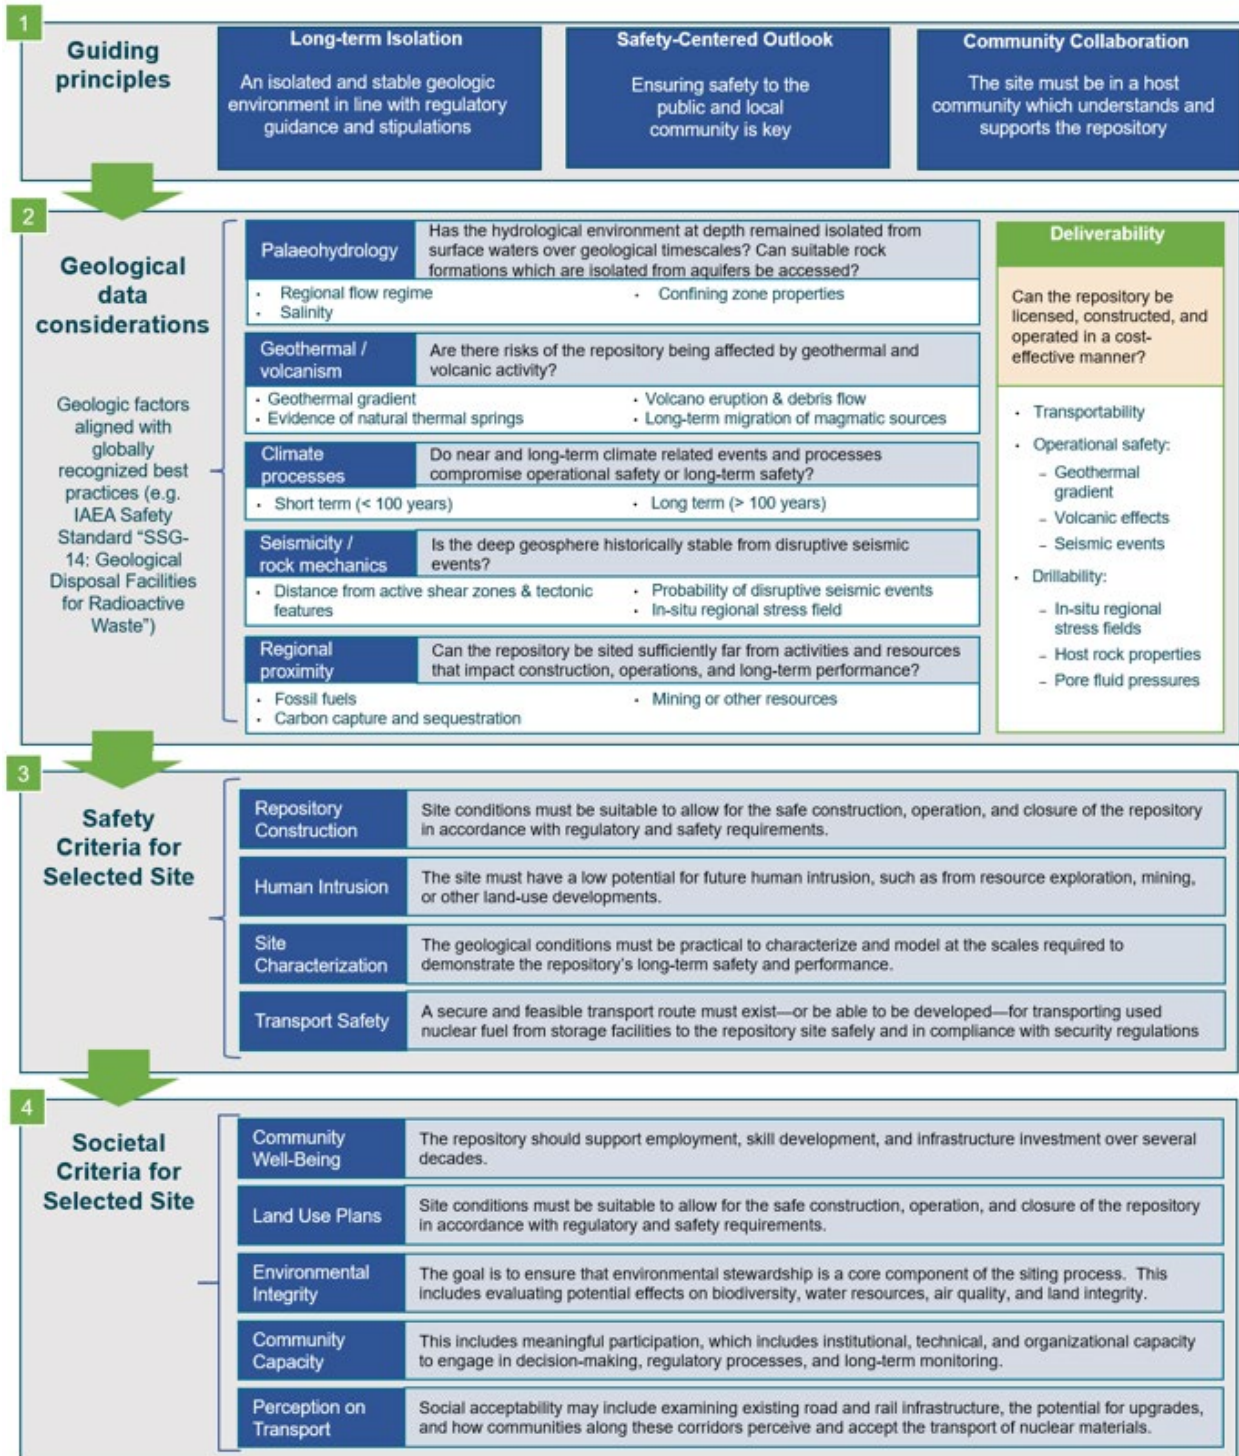 1
Guiding
principles
Long-term Isolation
An isolated and stable geologic
environment in line with regulatory
guidance and stipulations
Safety-Centered Outlook
Ensuring safety to the
public and local
community is key
Community Collaboration
The site must be in a host
community which understands and
supports the repository
2
Geological
data
considerations
Geologic factors
aligned with
globally
recognized best
practices (e.g.
IAEA Safety
Standard “SSG-
14: Geological
Disposal Facilities
for Radioactive
Waste”)
Palaeohydrology
Has the hydrological environment at depth remained isolated from
surface waters over geological timescales? Can suitable rock
formations which are isolated from aquifers be accessed?
• Regional flow regime
• Salinity
• Confining zone properties
Geothermal /
volcanism
Are there risks of the repository being affected by geothermal and
volcanic activity?
• Geothermal gradient
• Evidence of natural thermal springs
• Volcano eruption & debris flow
• Long-term migration of magmatic sources
Climate
processes
Do near and long-term climate related events and processes
compromise operational safety or long-term safety?
• Short term (< 100 years)
• Long term (> 100 years)
Seismicity /
rock mechanics
Is the deep geosphere historically stable from disruptive seismic
events?
• Distance from active shear zones & tectonic
features
• Probability of disruptive seismic events
• In-situ regional stress field
Regional
proximity
Can the repository be sited sufficiently far from activities and resources
that impact construction, operations, and long-term performance?
• Fossil fuels
• Carbon capture and sequestration
• Mining or other resources
Deliverability
Can the repository be
licensed, constructed, and
operated in a cost-
effective manner?
• Transportability
• Operational safety:
– Geothermal
gradient
– Volcanic effects
– Seismic events
• Drillability:
– In-situ regional
stress fields
– Host rock properties
– Pore fluid pressures
3
Safety
Criteria for
Selected Site
Repository
Construction
Site conditions must be suitable to allow for the safe construction, operation, and closure of the repository
in accordance with regulatory and safety requirements.
Human Intrusion
The site must have a low potential for future human intrusion, such as from resource exploration, mining,
or other land-use developments.
Site
Characterization
The geological conditions must be practical to characterize and model at the scales required to
demonstrate the repository’s long-term safety and performance.
Transport Safety
A secure and feasible transport route must exist—or be able to be developed—for transporting used
nuclear fuel from storage facilities to the repository site safely and in compliance with security regulations
4
Societal
Criteria for
Selected Site
Community
Well-Being
The repository should support employment, skill development, and infrastructure investment over several
decades.
Land Use Plans
Site conditions must be suitable to allow for the safe construction, operation, and closure of the repository
in accordance with regulatory and safety requirements.
Environmental
Integrity
The goal is to ensure that environmental stewardship is a core component of the siting process. This
includes evaluating potential effects on biodiversity, water resources, air quality, and land integrity.
Community
Capacity
This includes meaningful participation, which includes institutional, technical, and organizational capacity
to engage in decision-making, regulatory processes, and long-term monitoring.
Perception on
Transport
Social acceptability may include examining existing road and rail infrastructure, the potential for upgrades,
and how communities along these corridors perceive and accept the transport of nuclear materials.